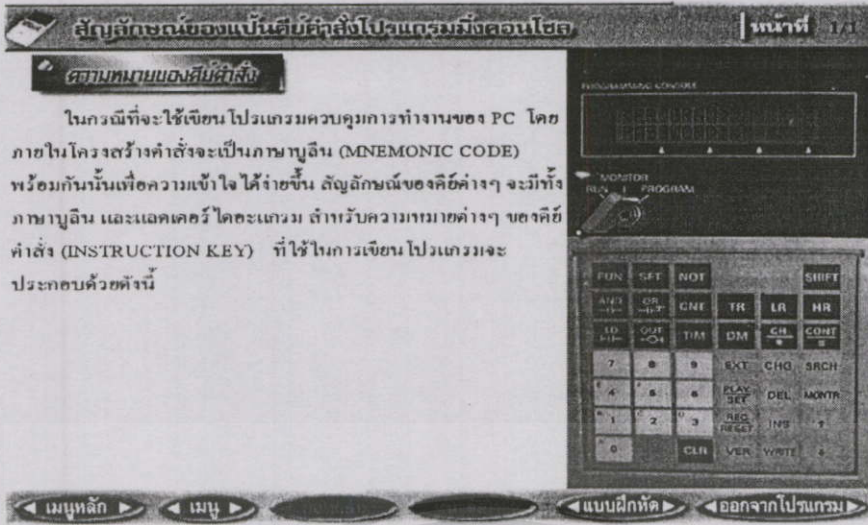 สัญลักษณ์ของแป้นคีย์คำสั่งโปรแกรมมิ่งคอนโซล
หน้าที่ 1/1
ความหมายของคีย์คำสั่ง
ในกรณีที่จะใช้เขียนโปรแกรมควบคุมการทำงานของ PC โดย
ภายในโครงสร้างคำสั่งจะเป็นภาษาบูลีน (MNEMONIC CODE)
พร้อมกันนั้นเพื่อความเข้าใจได้ง่ายขึ้น สัญลักษณ์ของคีย์ต่างๆ จะมีทั้ง
ภาษาบูลีน และแลคเดอร์ไดอะแกรม สำหรับความหมายต่างๆ ของคีย์
คำสั่ง (INSTRUCTION KEY) ที่ใช้ในการเขียนโปรแกรมจะ
ประกอบด้วยดังนี้
PROGRAMMING CONSOLE
MONITOR
RUN PROGRAM
FUN SFT NOT SHIFT
AND OR CNT TR LR HR
LD OUT TIM DM CH CONT
7 8 9 EXT CHG SRCH
4 5 6 PLAY SET DEL MONTR
1 2 3 REC RESET INS ↑
0 CLR VER WRITE ↓
เมนูหลัก
เมนู
แบบฝึกหัด
ออกจากโปรแกรม